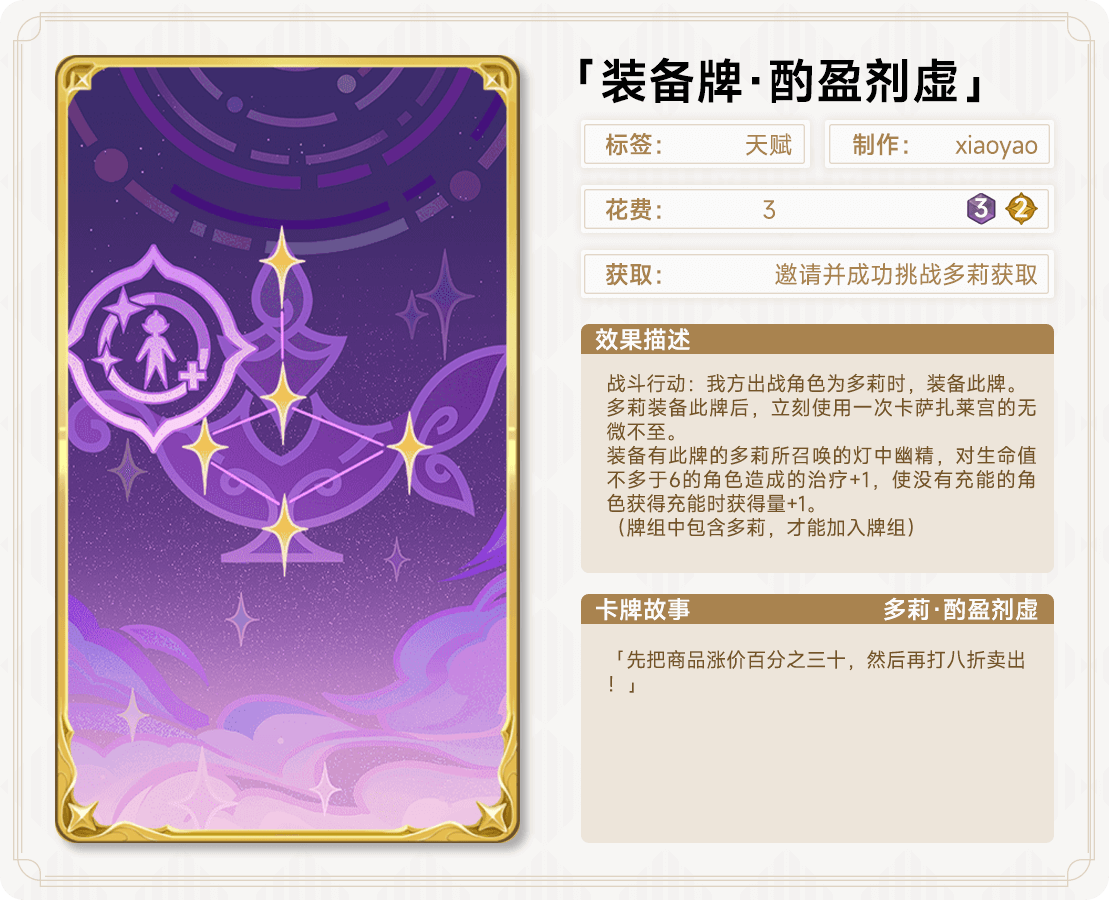 「装备牌·酌盈剂虚」
标签： 天赋
制作： xiaoyao
花费： 3 3 2
获取： 邀请并成功挑战多莉获取
效果描述
战斗行动：我方出战角色为多莉时，装备此牌。
多莉装备此牌后，立刻使用一次卡萨扎莱宫的无
微不至。
装备有此牌的多莉所召唤的灯中幽精，对生命值
不多于6的角色造成的治疗+1，使没有充能的角
色获得充能时获得量+1。
（牌组中包含多莉，才能加入牌组）
卡牌故事 多莉·酌盈剂虚
「先把商品涨价百分之三十，然后再打八折卖出
！」